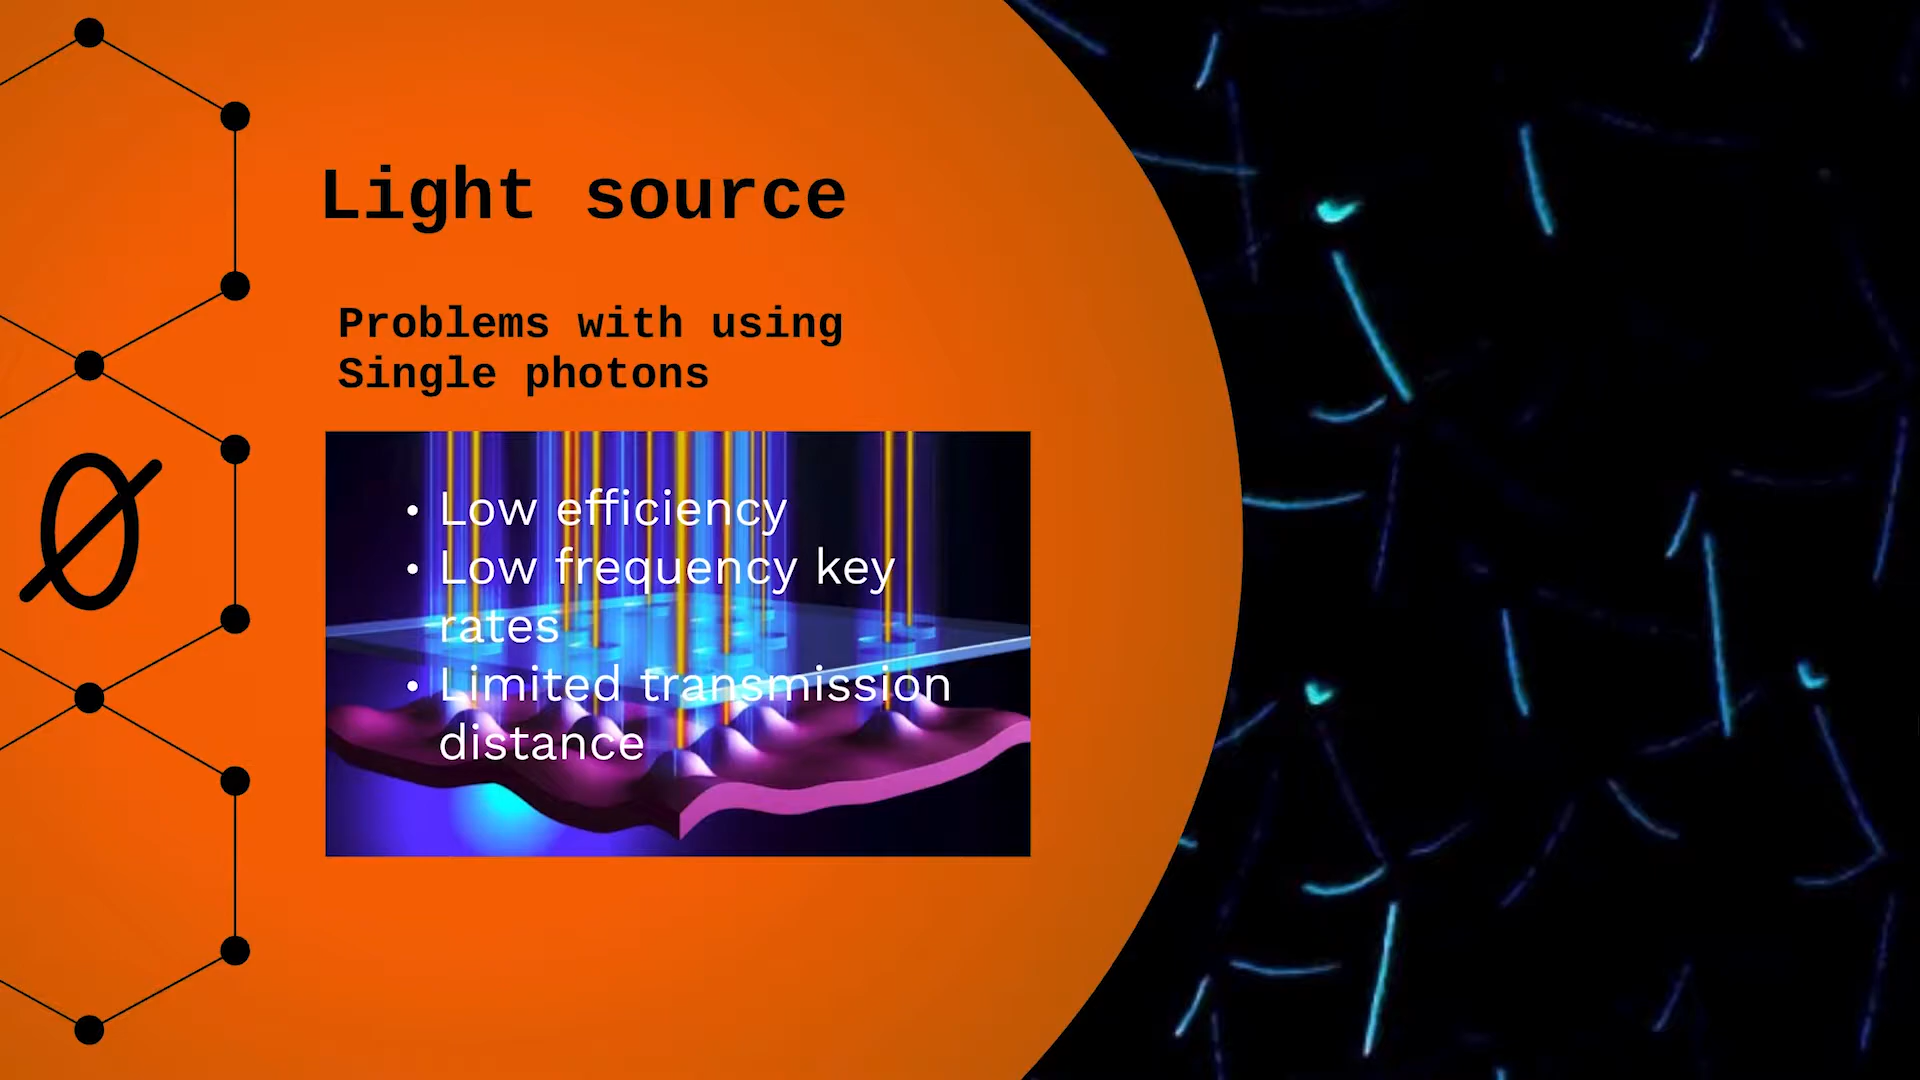 Light source
Problems with using
Single photons
• Low efficiency
• Low frequency key
rates
• Limited transmission
distance